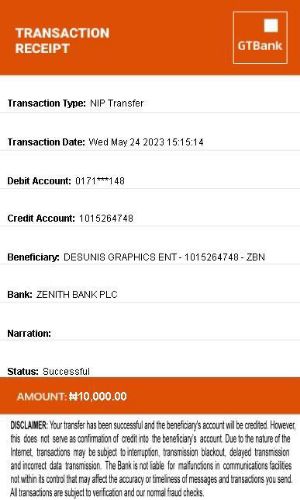 TRANSACTION
RECEIPT
GTBank
Transaction Type: NIP Transfer
Transaction Date: Wed May 24 2023 15:15:14
Debit Account: 0171***148
Credit Account: 1015264748
Beneficiary: DESUNIS GRAPHICS ENT - 1015264748 - ZBN
Bank: ZENITH BANK PLC
Narration:
Status: Successful
AMOUNT: ₦10,000.00
DISCLAIMER: Your transfer has been successful and the beneficiary's account will be credited. However,
this does not serve as confirmation of credit into the beneficiary's account. Due to the nature of the
Internet, transactions may be subject to interruption, transmission blackout, delayed transmission
and incorrect data transmission. The Bank is not liable for malfunctions in communications facilities
not within its control that may affect the accuracy or timeliness of messages and transactions you send.
All transactions are subject to verification and our normal fraud checks.